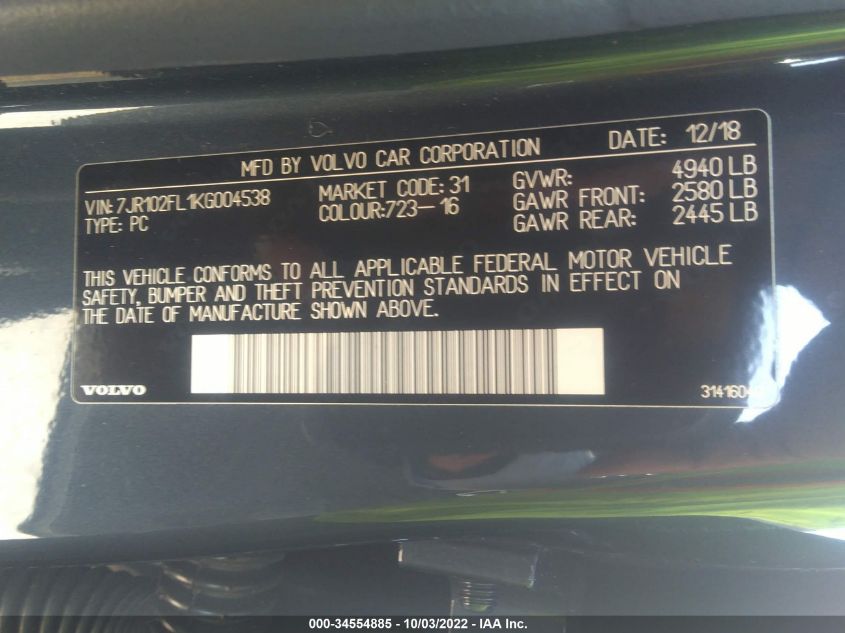 MFD BY VOLVO CAR CORPORATION DATE: 12/18
VIN:7JR102FL1KG004538 MARKET CODE: 31 GVWR: 4940 LB
TYPE: PC COLOUR:723-16 GAWR FRONT: 2580 LB
GAWR REAR: 2445 LB
THIS VEHICLE CONFORMS TO ALL APPLICABLE FEDERAL MOTOR VEHICLE
SAFETY, BUMPER AND THEFT PREVENTION STANDARDS IN EFFECT ON
THE DATE OF MANUFACTURE SHOWN ABOVE.
VOLVO
000-34554885 - 10/03/2022 - IAA Inc.